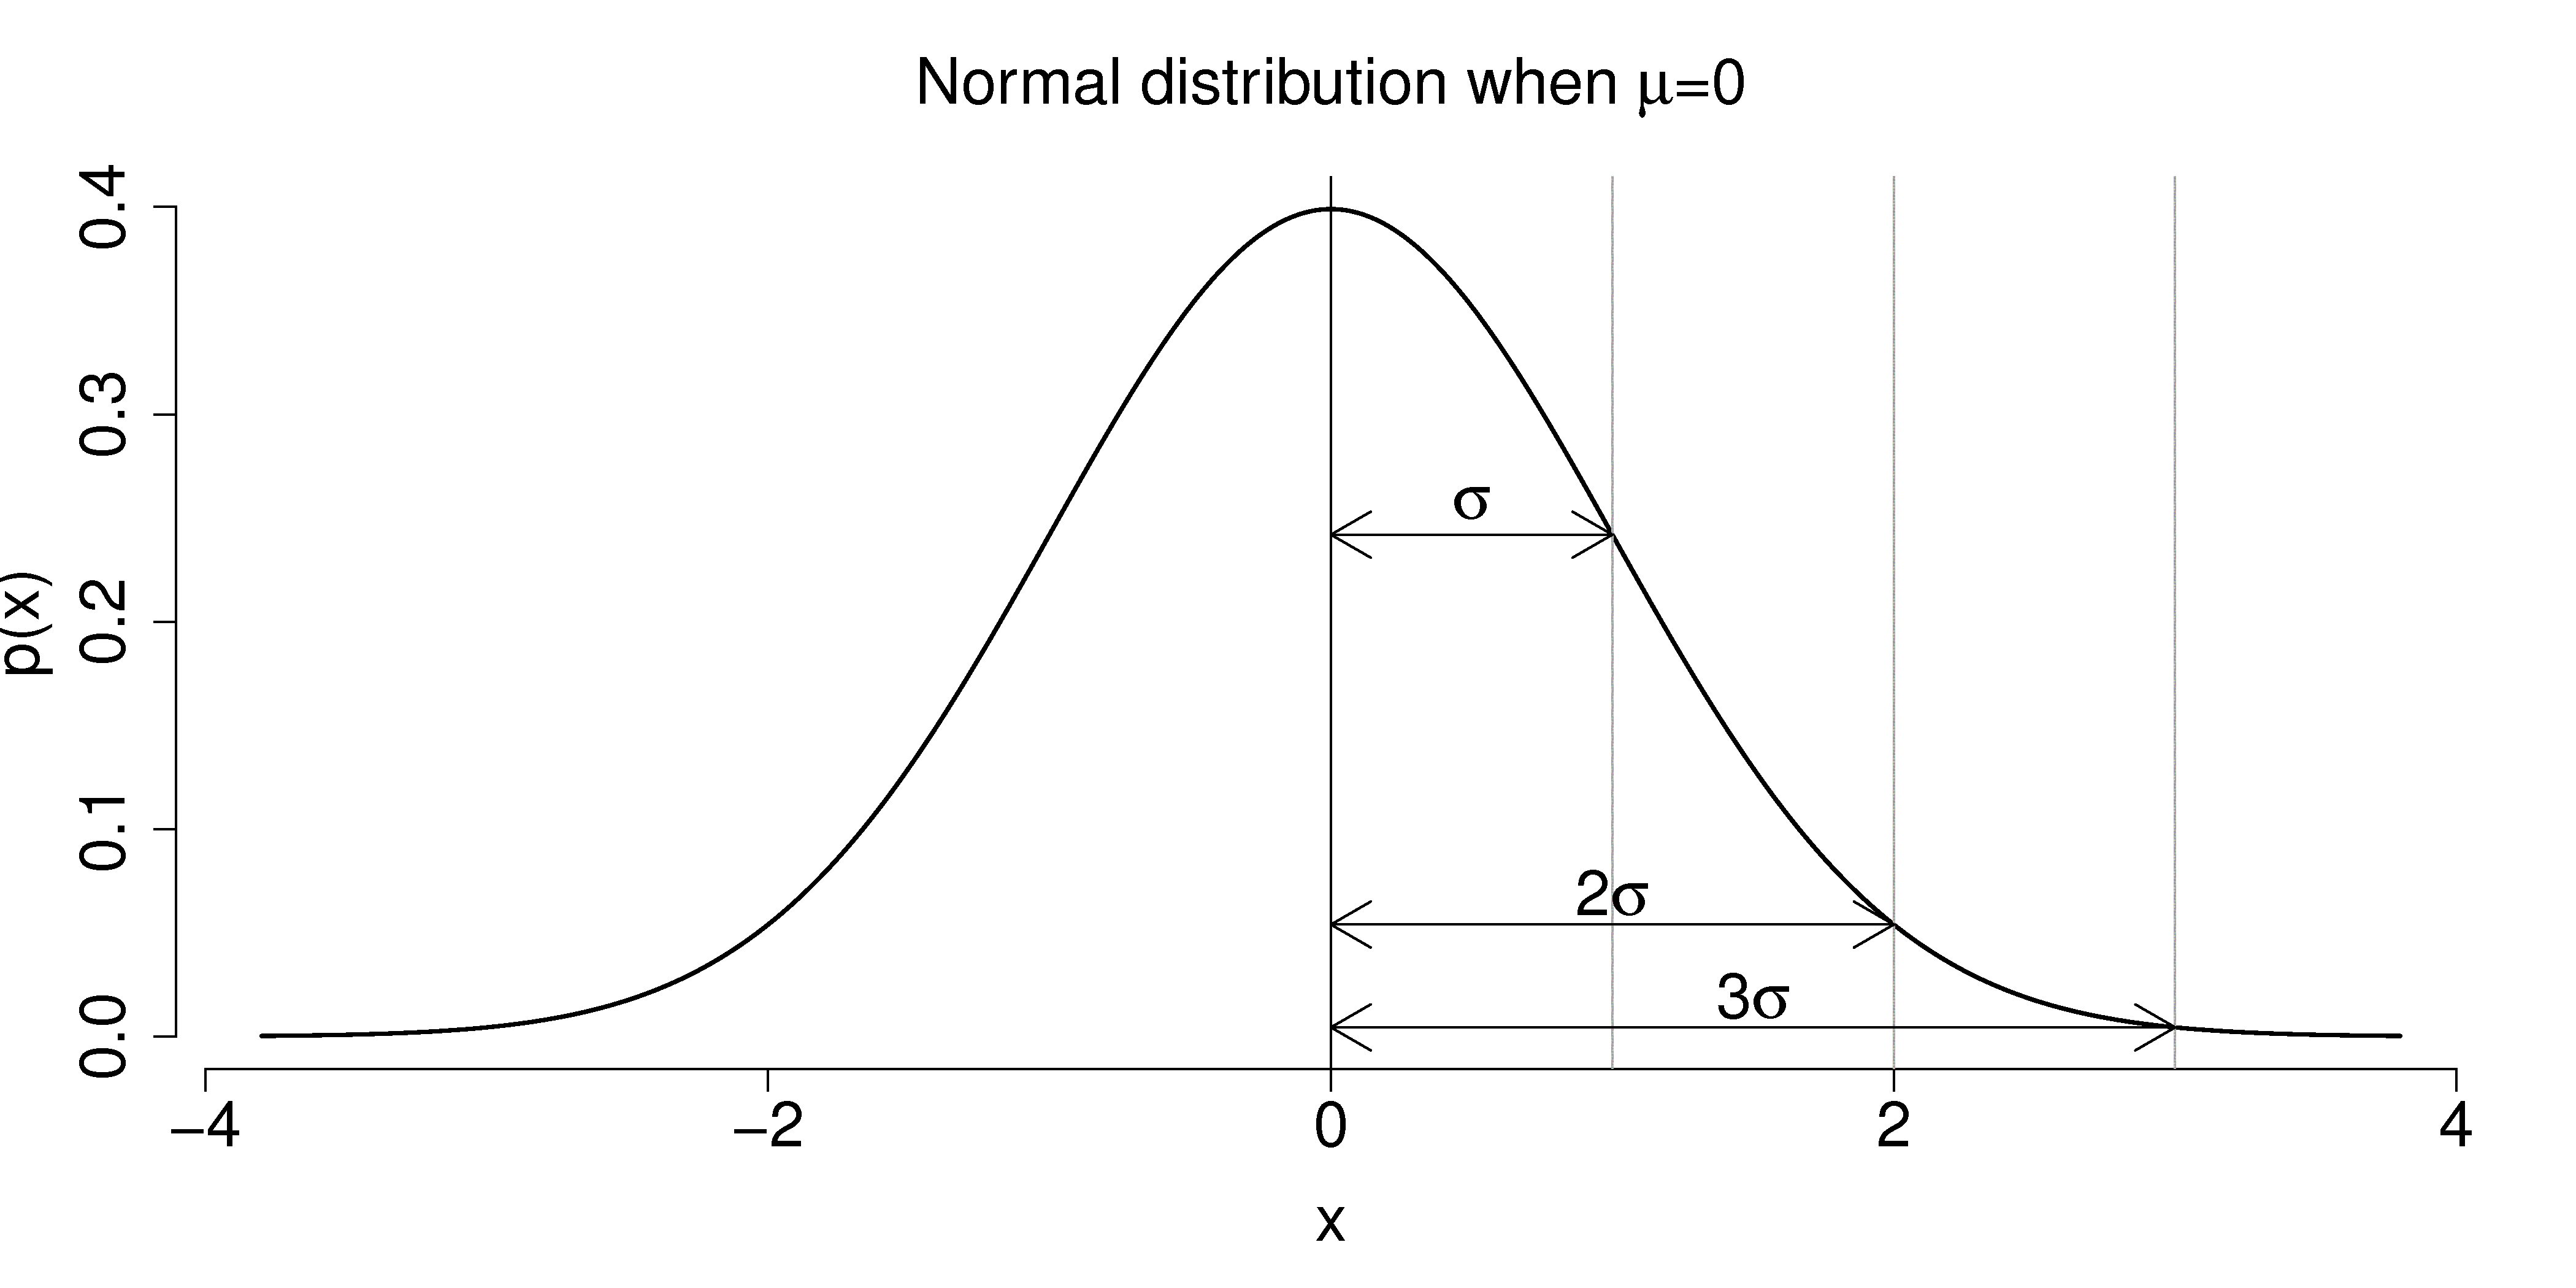 Normal distribution when μ=0
p(x)
0.4
0.3
0.2
0.1
0.0
σ
2σ
3σ
−4 −2 0 2 4
x